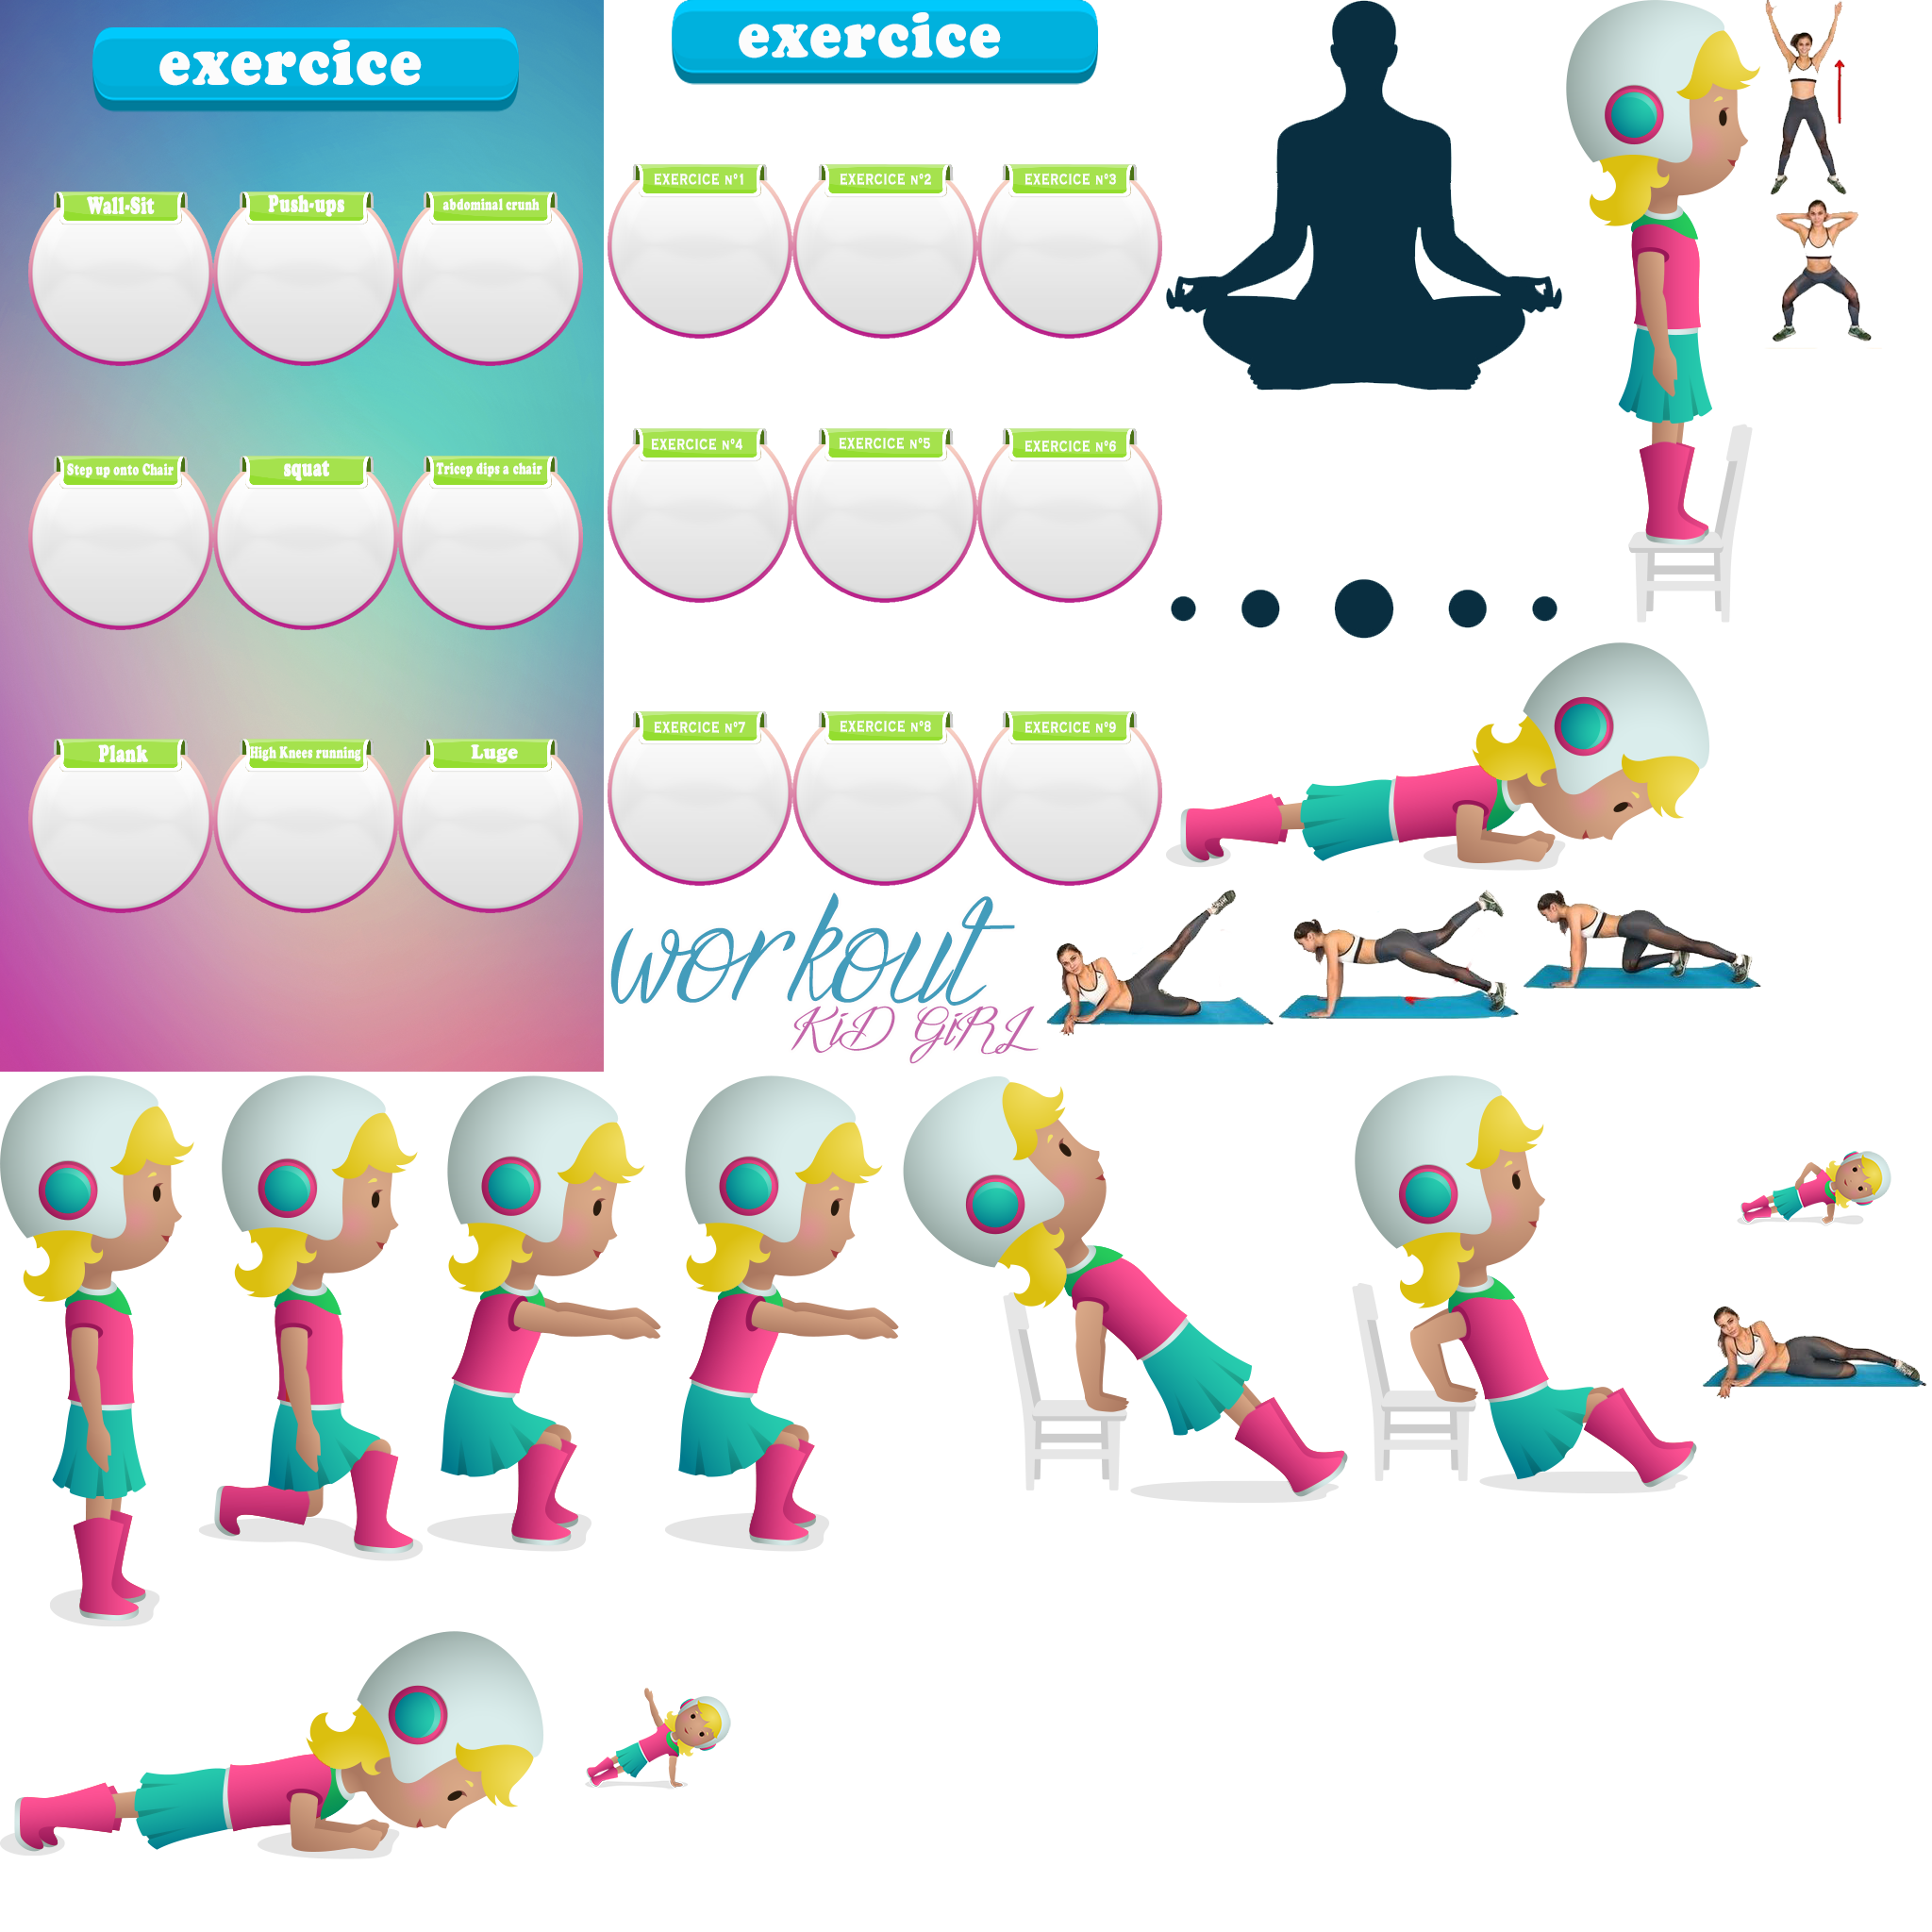 exercice
Wall-Sit
Push-ups
abdominal crunh
Step up onto Chair
squat
Tricep dips a chair
Plank
High Knees running
Luge
exercice
EXERCICE N°1
EXERCICE N°2
EXERCICE N°3
EXERCICE N°4
EXERCICE N°5
EXERCICE N°6
EXERCICE N°7
EXERCICE N°8
EXERCICE N°9
workout
KiD GiRL